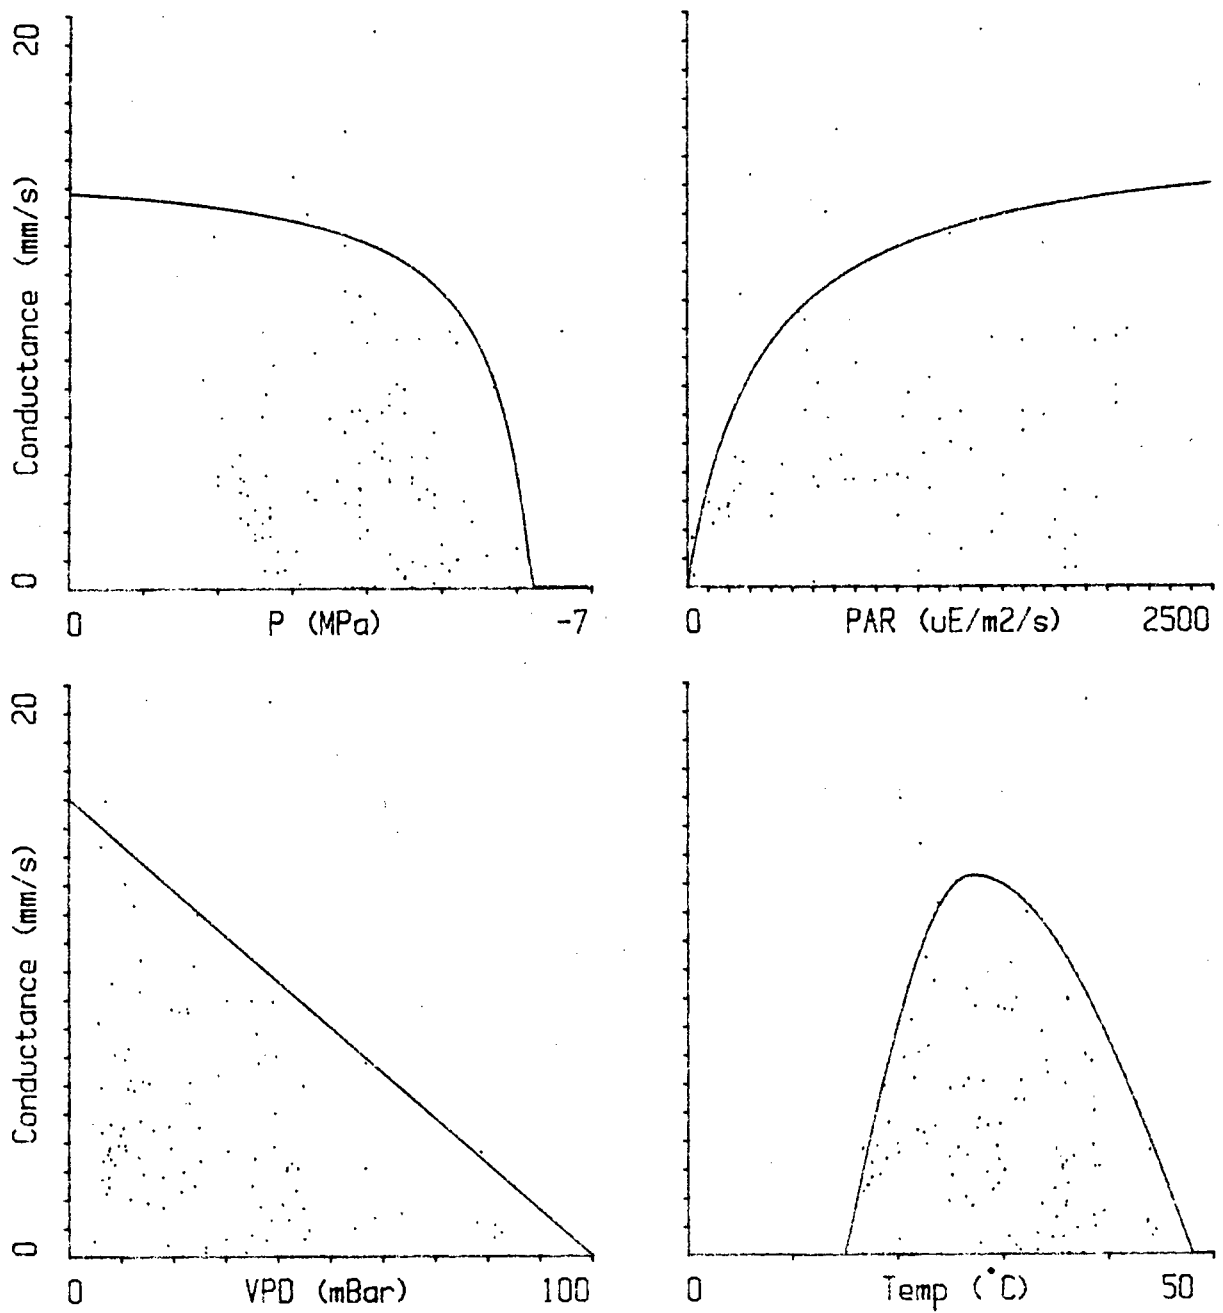 20
Conductance (mm/s)
0
0 P (MPa) -7
0 PAR (uE/m2/s) 2500
20
Conductance (mm/s)
0
0 VPD (mBar) 100
0 Temp (°C) 50